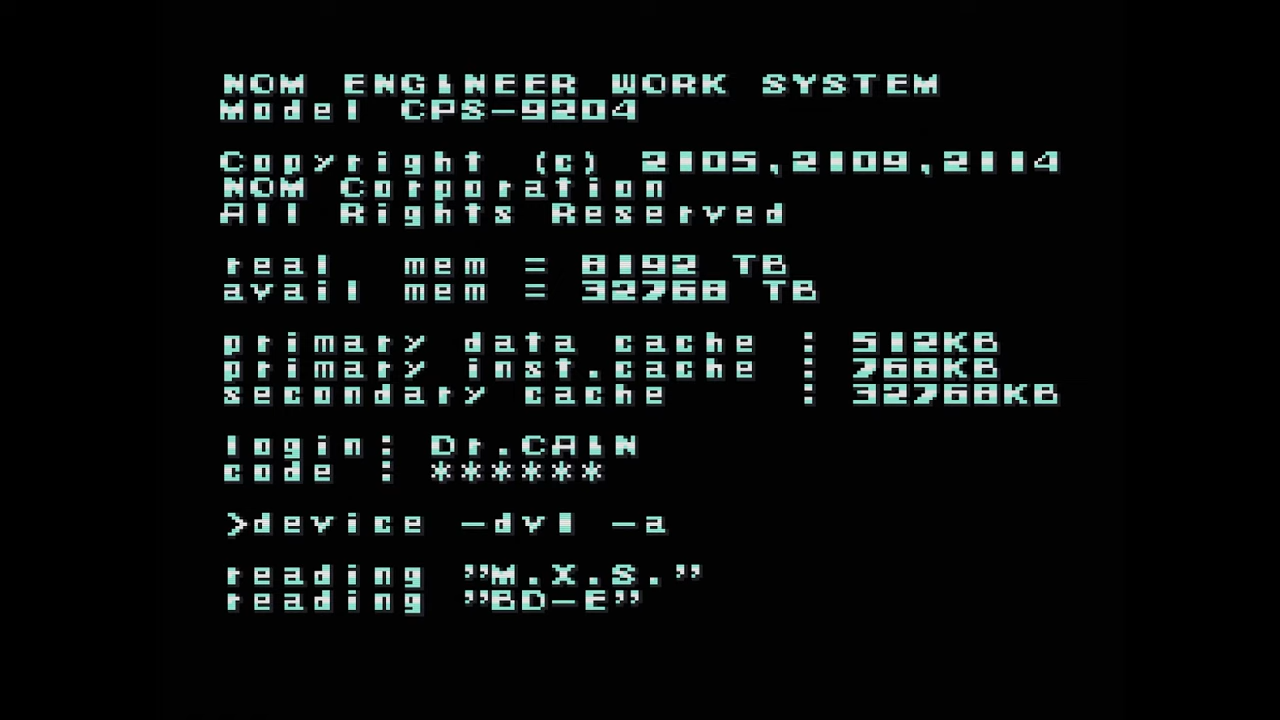 NOM ENGINEER WORK SYSTEM
Model CPS-9204
Copyright (c) 2105,2109,2114
NOM Corporation
All Rights Reserved
real mem = 8192 TB
avail mem = 32768 TB
primary data cache : 512KB
primary inst.cache : 768KB
secondary cache : 32768KB
login: Dr.CAIN
code : ******
>device -dvl -a
reading "M.X.S."
reading "BD-E"